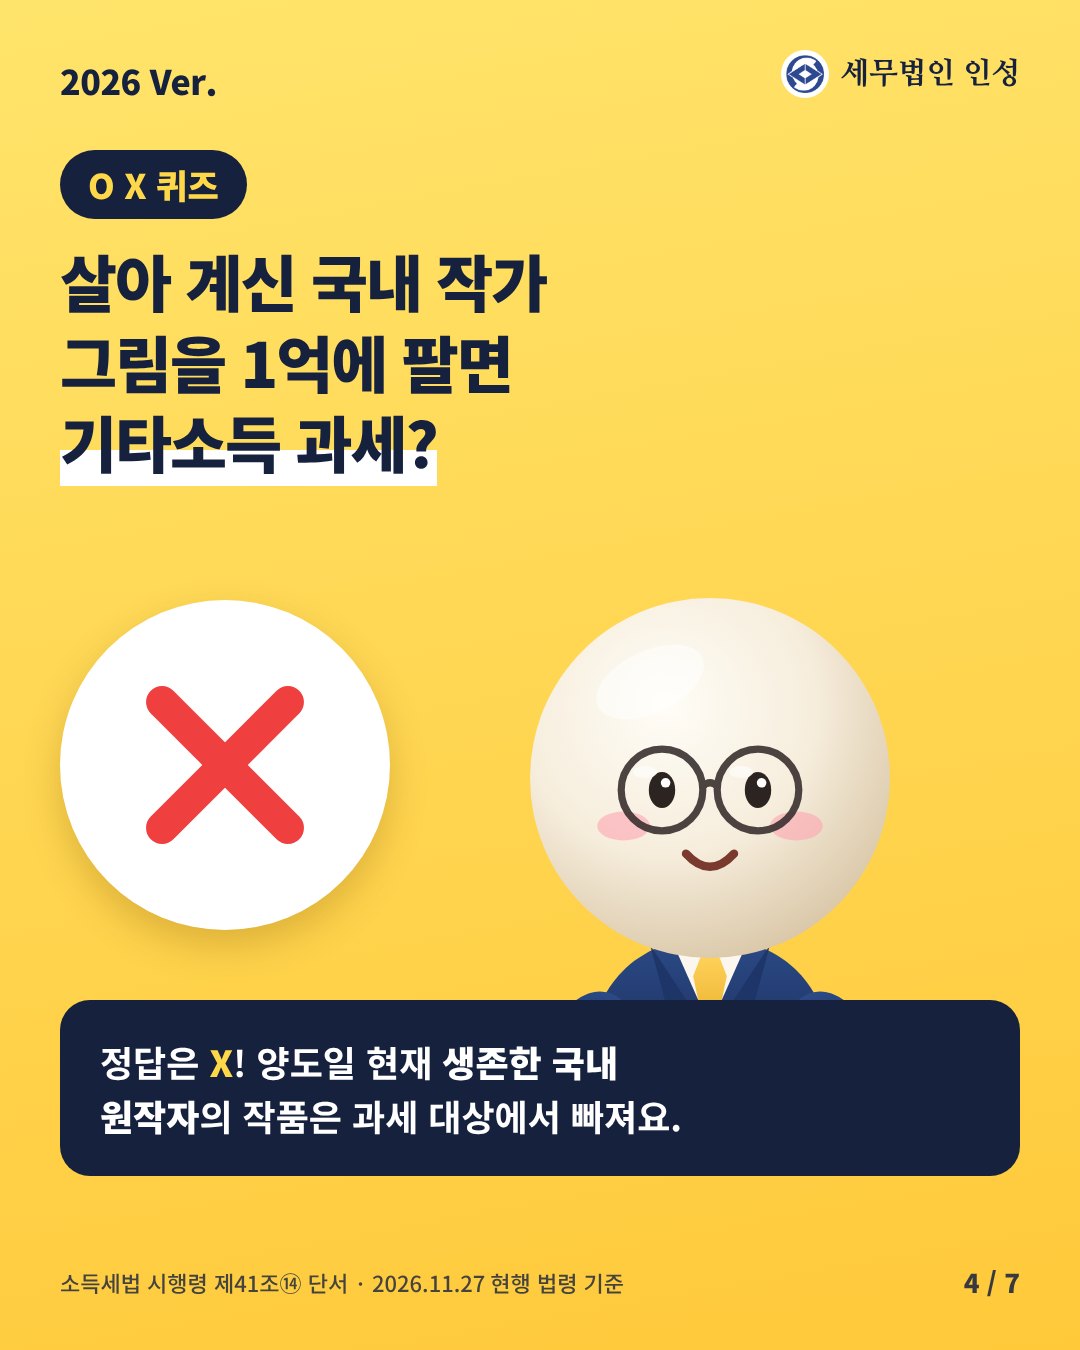 2026 Ver.
세무법인 인성
O X 퀴즈
살아 계신 국내 작가
그림을 1억에 팔면
기타소득 과세?
정답은 X! 양도일 현재 생존한 국내
원작자의 작품은 과세 대상에서 빠져요.
소득세법 시행령 제41조⑭ 단서 · 2026.11.27 현행 법령 기준
4 / 7